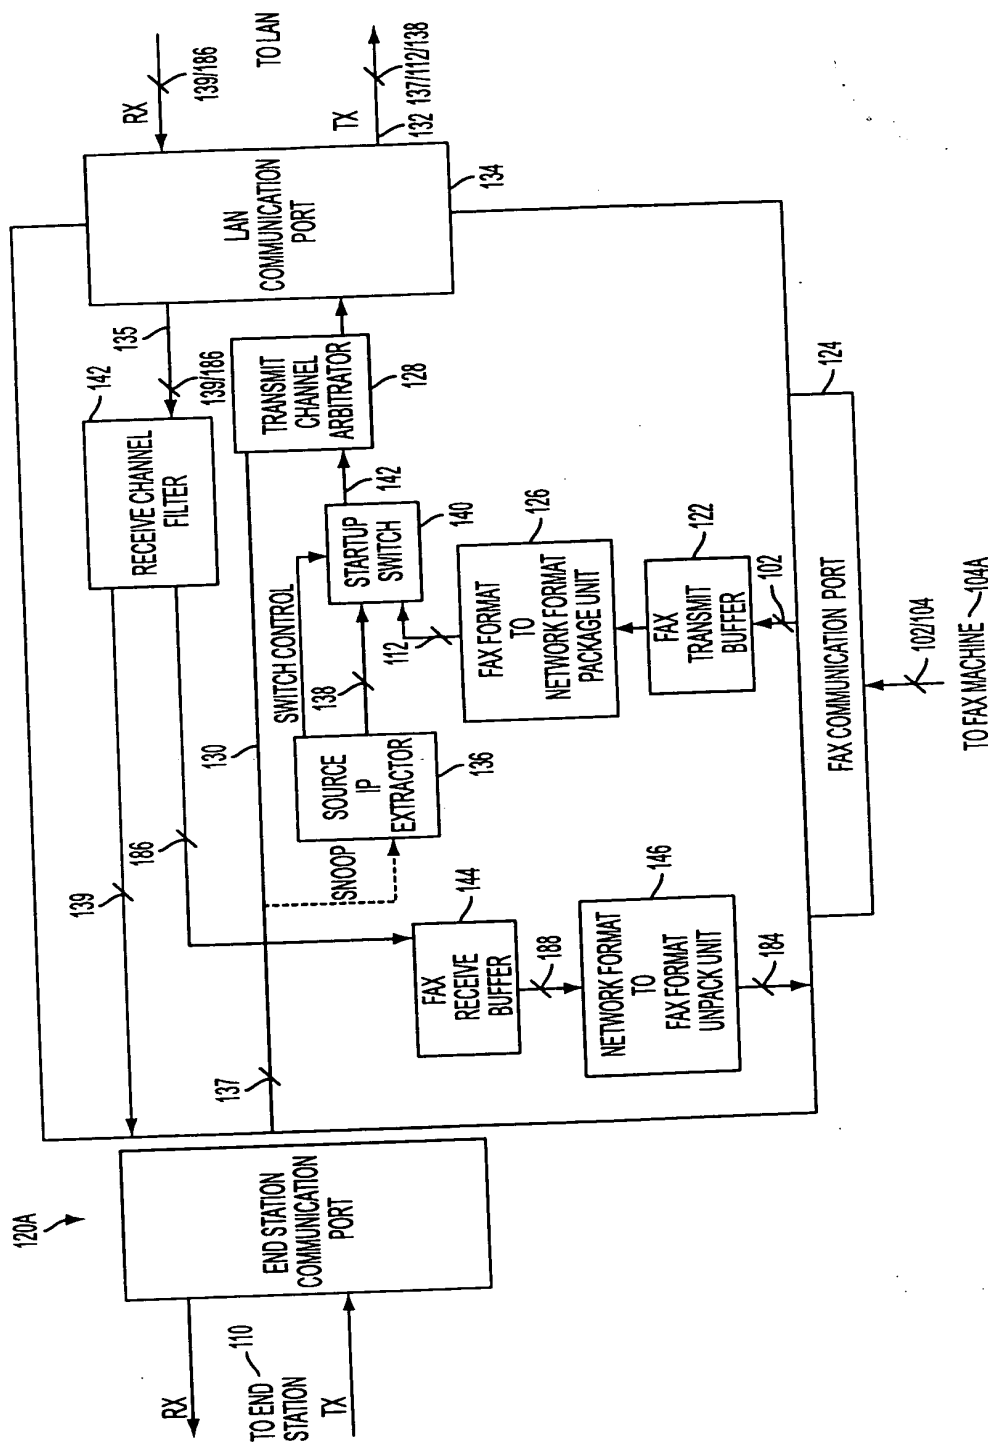 120A
TO END
STATION
110
RX
TX
END STATION
COMMUNICATION
PORT
139
186
137
130
RECEIVE CHANNEL
FILTER
142
135
139/186
SWITCH CONTROL
SNOOP
SOURCE
IP
EXTRACTOR
136
138
STARTUP
SWITCH
140
142
TRANSMIT
CHANNEL
ARBITRATOR
128
LAN
COMMUNICATION
PORT
134
RX
139/186
TO LAN
TX
132
137/112/138
112
FAX FORMAT
TO
NETWORK FORMAT
PACKAGE UNIT
126
FAX
TRANSMIT
BUFFER
122
102
FAX
RECEIVE
BUFFER
144
188
NETWORK FORMAT
TO
FAX FORMAT
UNPACK UNIT
146
184
FAX COMMUNICATION PORT
124
102/104
TO FAX MACHINE
104A